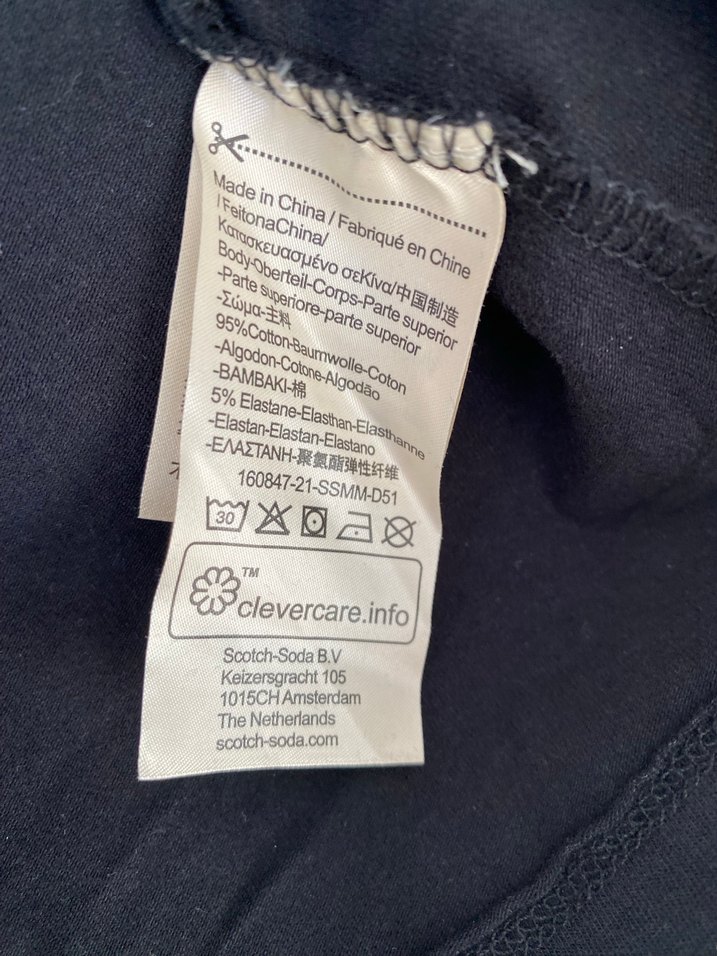 Made in China / Fabriqué en Chine
/ FeitonaChina/
Κατασκευασμένο σεΚίνα/中国制造
Body-Oberteil-Corps-Parte superior
-Parte superiore-parte superior
-Σώμα-主料
95%Cotton-Baumwolle-Coton
-Algodon-Cotone-Algodão
-BAMBAKI-棉
5% Elastane-Elasthan-Elasthanne
-Elastan-Elastan-Elastano
-ΕΛΑΣΤΑΝΗ-聚氨酯弹性纤维
160847-21-SSMM-D51
30
TM
clevercare.info
Scotch-Soda B.V
Keizersgracht 105
1015CH Amsterdam
The Netherlands
scotch-soda.com